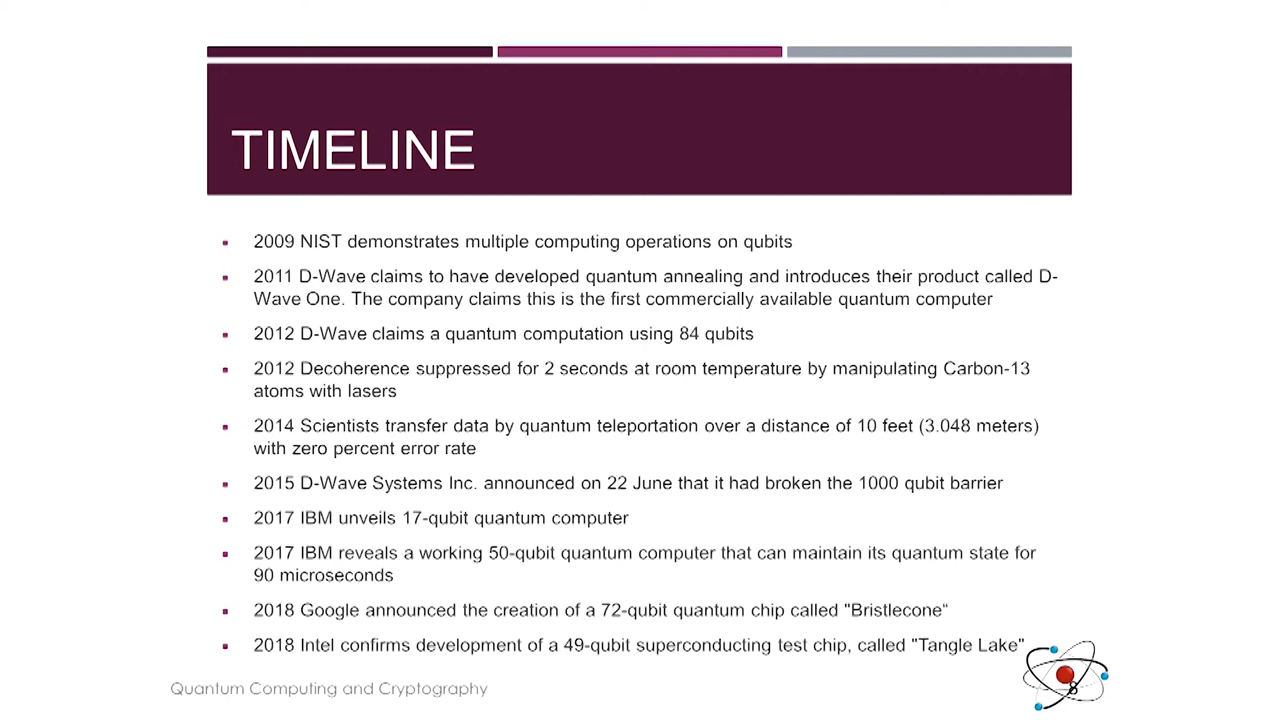 TIMELINE
2009 NIST demonstrates multiple computing operations on qubits
2011 D-Wave claims to have developed quantum annealing and introduces their product called D-
Wave One. The company claims this is the first commercially available quantum computer
2012 D-Wave claims a quantum computation using 84 qubits
2012 Decoherence suppressed for 2 seconds at room temperature by manipulating Carbon-13
atoms with lasers
2014 Scientists transfer data by quantum teleportation over a distance of 10 feet (3.048 meters)
with zero percent error rate
2015 D-Wave Systems Inc. announced on 22 June that it had broken the 1000 qubit barrier
2017 IBM unveils 17-qubit quantum computer
2017 IBM reveals a working 50-qubit quantum computer that can maintain its quantum state for
90 microseconds
2018 Google announced the creation of a 72-qubit quantum chip called "Bristlecone“
2018 Intel confirms development of a 49-qubit superconducting test chip, called "Tangle Lake"
Quantum Computing and Cryptography
8